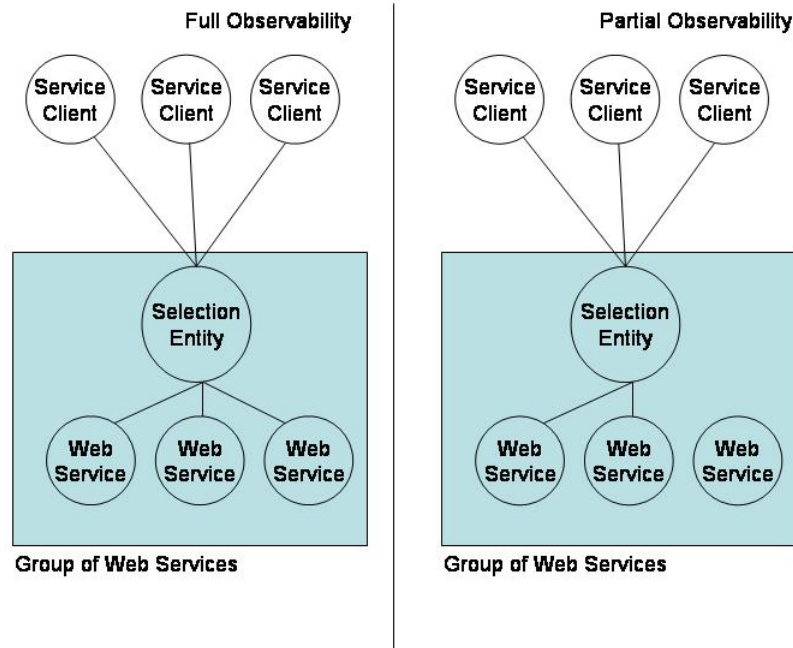 Full Observability
Service
Client
Service
Client
Service
Client
Selection
Entity
Web
Service
Web
Service
Web
Service
Group of Web Services
Partial Observability
Service
Client
Service
Client
Service
Client
Selection
Entity
Web
Service
Web
Service
Web
Service
Group of Web Services